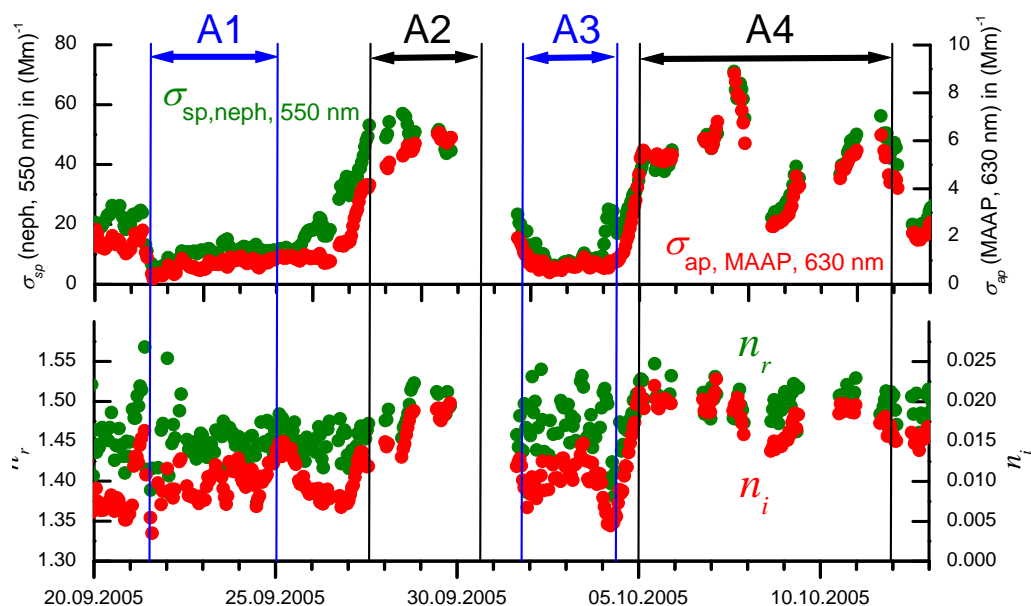 A1 A2 A3 A4
σsp (neph, 550 nm) in (Mm)-1
80
60
40
20
0
σsp,neph, 550 nm
σap, MAAP, 630 nm
10
8
6
4
2
0
σap (MAAP, 630 nm) in (Mm)-1
nr
1.55
1.50
1.45
1.40
1.35
1.30
nr
ni
0.025
0.020
0.015
0.010
0.005
0.000
ni
20.09.2005 25.09.2005 30.09.2005 05.10.2005 10.10.2005